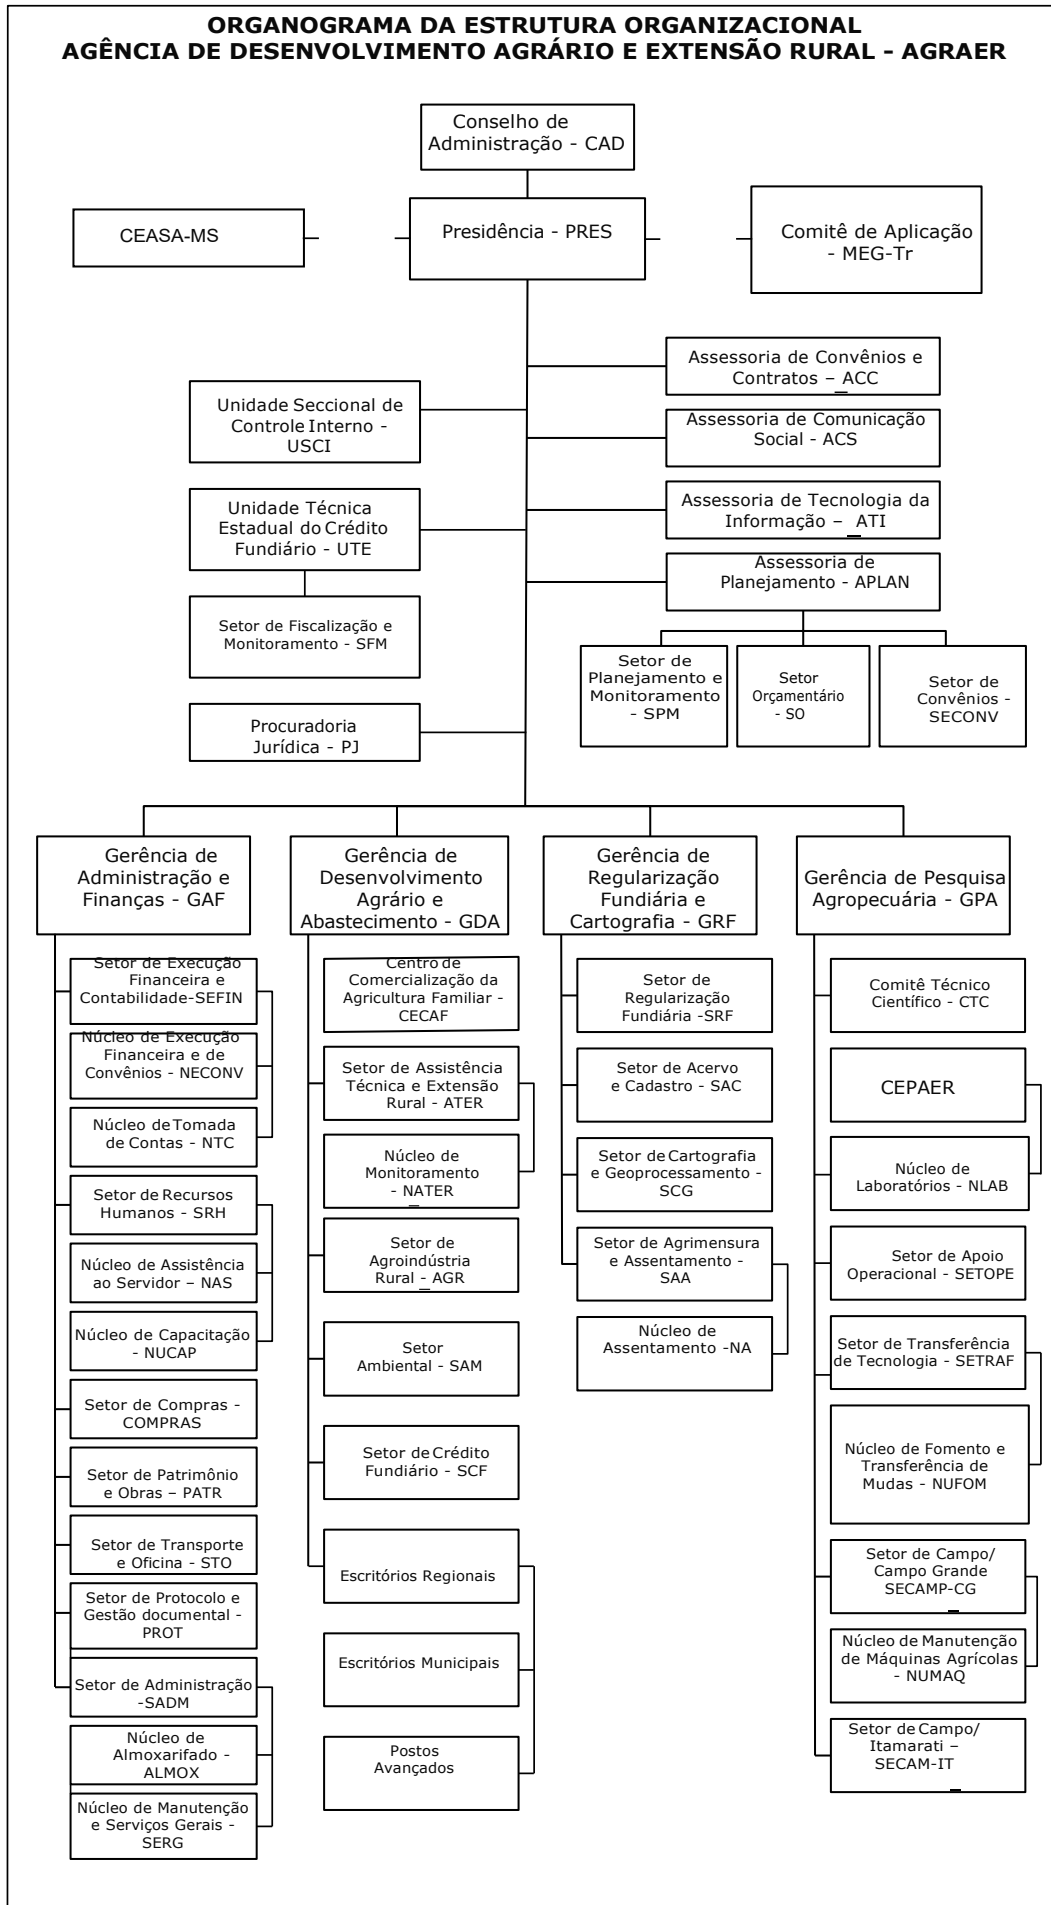 ORGANOGRAMA DA ESTRUTURA ORGANIZACIONAL
AGÊNCIA DE DESENVOLVIMENTO AGRÁRIO E EXTENSÃO RURAL - AGRAER
Conselho de
Administração - CAD
CEASA-MS
Presidência - PRES
Comitê de Aplicação
- MEG-Tr
Assessoria de Convênios e
Contratos – ACC
Unidade Seccional de
Controle Interno -
USCI
Assessoria de Comunicação
Social - ACS
Unidade Técnica
Estadual do Crédito
Fundiário - UTE
Assessoria de Tecnologia da
Informação – ATI
Assessoria de
Planejamento - APLAN
Setor de Fiscalização e
Monitoramento - SFM
Setor de
Planejamento e
Monitoramento
- SPM
Setor
Orçamentário
- SO
Setor de
Convênios -
SECONV
Procuradoria
Jurídica - PJ
Gerência de
Administração e
Finanças - GAF
Gerência de
Desenvolvimento
Agrário e
Abastecimento - GDA
Gerência de
Regularização
Fundiária e
Cartografia - GRF
Gerência de Pesquisa
Agropecuária - GPA
Setor de Execução
Financeira e
Contabilidade-SEFIN
Núcleo de Execução
Financeira e de
Convênios - NECONV
Núcleo de Tomada
de Contas - NTC
Setor de Recursos
Humanos - SRH
Núcleo de Assistência
ao Servidor – NAS
Núcleo de Capacitação
- NUCAP
Setor de Compras -
COMPRAS
Setor de Patrimônio
e Obras – PATR
Setor de Transporte
e Oficina - STO
Setor de Protocolo e
Gestão documental -
PROT
Setor de Administração
-SADM
Núcleo de
Almoxarifado -
ALMOX
Núcleo de Manutenção
e Serviços Gerais -
SERG
Centro de
Comercialização da
Agricultura Familiar -
CECAF
Setor de Assistência
Técnica e Extensão
Rural - ATER
Núcleo de
Monitoramento
- NATER
Setor de
Agroindústria
Rural - AGR
Setor
Ambiental - SAM
Setor de Crédito
Fundiário - SCF
Escritórios Regionais
Escritórios Municipais
Postos
Avançados
Setor de
Regularização
Fundiária -SRF
Setor de Acervo
e Cadastro - SAC
Setor de Cartografia
e Geoprocessamento -
SCG
Setor de Agrimensura
e Assentamento -
SAA
Núcleo de
Assentamento -NA
Comitê Técnico
Científico - CTC
CEPAER
Núcleo de
Laboratórios - NLAB
Setor de Apoio
Operacional - SETOPE
Setor de Transferência
de Tecnologia - SETRAF
Núcleo de Fomento e
Transferência de
Mudas - NUFOM
Setor de Campo/
Campo Grande
SECAMP-CG
Núcleo de Manutenção
de Máquinas Agrícolas
- NUMAQ
Setor de Campo/
Itamarati –
SECAM-IT